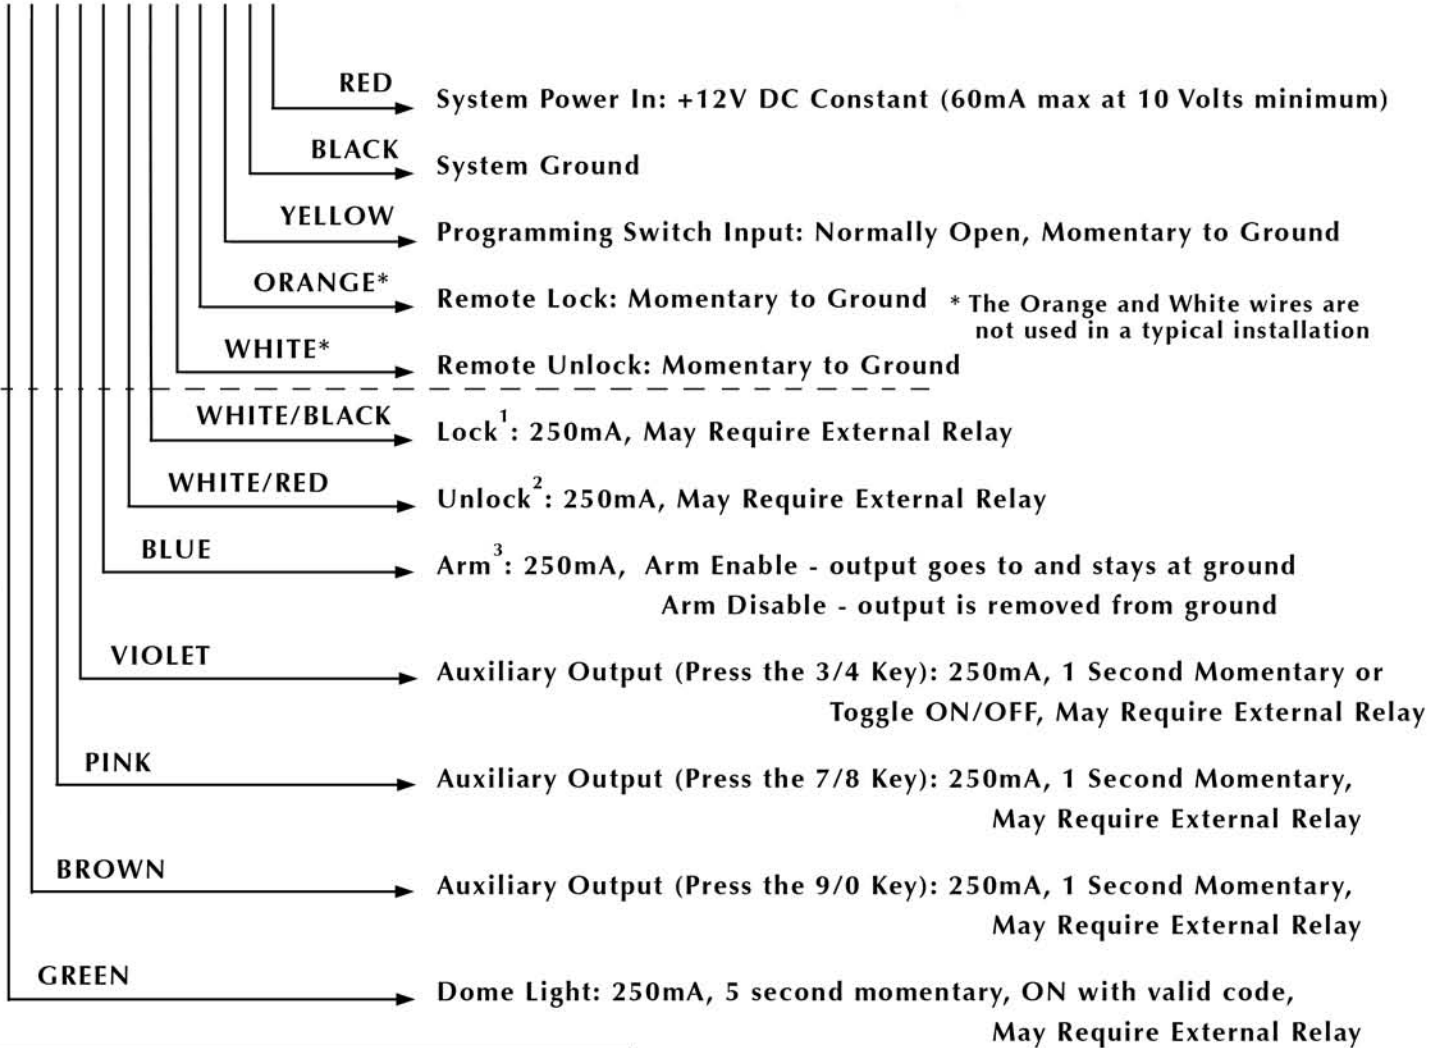 RED
System Power In: +12V DC Constant (60mA max at 10 Volts minimum)
BLACK
System Ground
YELLOW
Programming Switch Input: Normally Open, Momentary to Ground
ORANGE*
Remote Lock: Momentary to Ground
* The Orange and White wires are
not used in a typical installation
WHITE*
Remote Unlock: Momentary to Ground
WHITE/BLACK
Lock¹: 250mA, May Require External Relay
WHITE/RED
Unlock²: 250mA, May Require External Relay
BLUE
Arm³: 250mA, Arm Enable - output goes to and stays at ground
Arm Disable - output is removed from ground
VIOLET
Auxiliary Output (Press the 3/4 Key): 250mA, 1 Second Momentary or
Toggle ON/OFF, May Require External Relay
PINK
Auxiliary Output (Press the 7/8 Key): 250mA, 1 Second Momentary,
May Require External Relay
BROWN
Auxiliary Output (Press the 9/0 Key): 250mA, 1 Second Momentary,
May Require External Relay
GREEN
Dome Light: 250mA, 5 second momentary, ON with valid code,
May Require External Relay